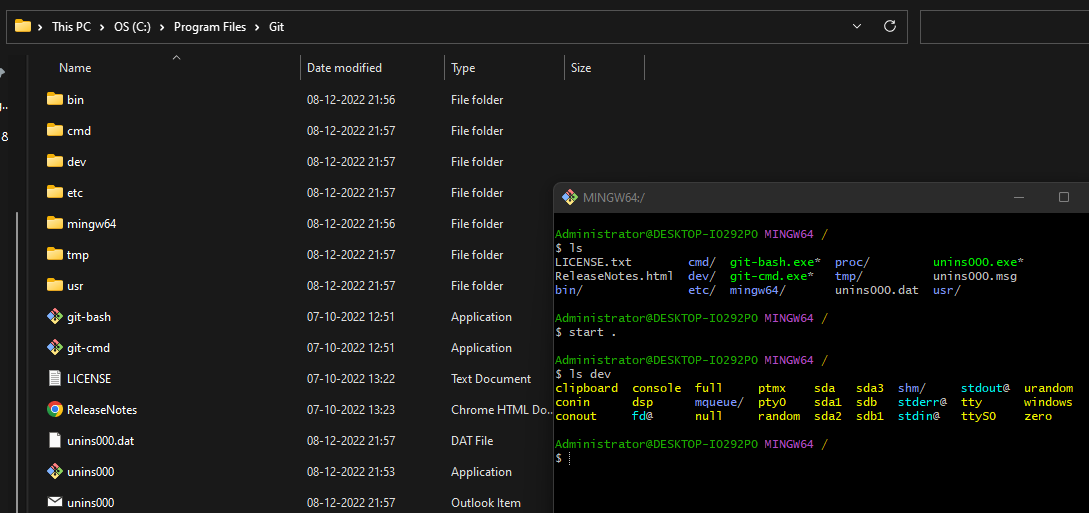 This PC > OS (C:) > Program Files > Git
Name Date modified Type Size
bin 08-12-2022 21:56 File folder
cmd 08-12-2022 21:57 File folder
dev 08-12-2022 21:57 File folder
etc 08-12-2022 21:57 File folder
mingw64 08-12-2022 21:56 File folder
tmp 08-12-2022 21:57 File folder
usr 08-12-2022 21:57 File folder
git-bash 07-10-2022 12:51 Application
git-cmd 07-10-2022 12:51 Application
LICENSE 07-10-2022 13:22 Text Document
ReleaseNotes 07-10-2022 13:23 Chrome HTML Do...
unins000.dat 08-12-2022 21:57 DAT File
unins000 08-12-2022 21:53 Application
unins000 08-12-2022 21:57 Outlook Item
g..
8
MINGW64:/
Administrator@DESKTOP-IO292PO MINGW64 /
$ ls
LICENSE.txt cmd/ git-bash.exe* proc/ unins000.exe*
ReleaseNotes.html dev/ git-cmd.exe* tmp/ unins000.msg
bin/ etc/ mingw64/ unins000.dat usr/
Administrator@DESKTOP-IO292PO MINGW64 /
$ start .
Administrator@DESKTOP-IO292PO MINGW64 /
$ ls dev
clipboard console full ptmx sda sda3 shm/ stdout@ urandom
conin dsp mqueue/ pty0 sda1 sdb stderr@ tty windows
conout fd@ null random sda2 sdb1 stdin@ ttyS0 zero
Administrator@DESKTOP-IO292PO MINGW64 /
$